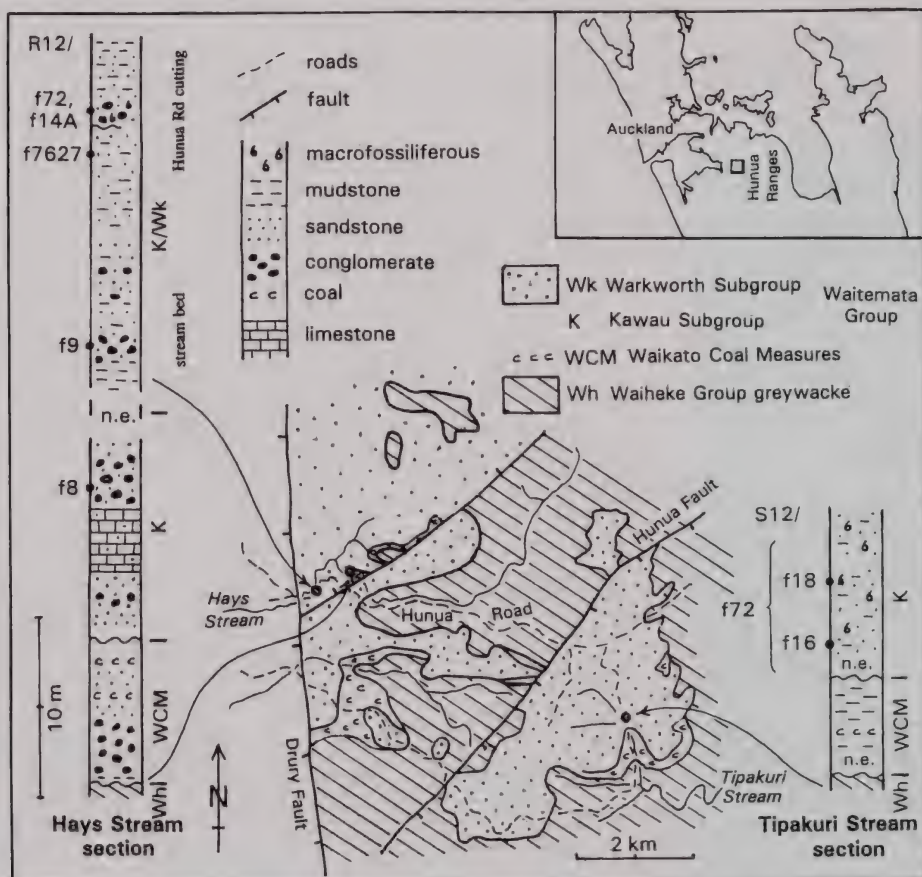 R12/
f72,
f14A
f7627
f9
n.e.
f8
10 m
Hunua Rd cutting
stream bed
K/Wk
K
WCM
Wh
Hays Stream
section
roads
fault
macrofossiliferous
mudstone
sandstone
conglomerate
coal
limestone
Auckland
Hunua
Ranges
Wk Warkworth Subgroup
K Kawau Subgroup
Waitemata
Group
WCM Waikato Coal Measures
Wh Waiheke Group greywacke
Hays
Stream
Hunua Road
Hunua Fault
Drury Fault
Tipakuri
Stream
N
2 km
S12/
f72
f18
f16
n.e.
n.e.
K
WCM
Wh
Tipakuri Stream
section